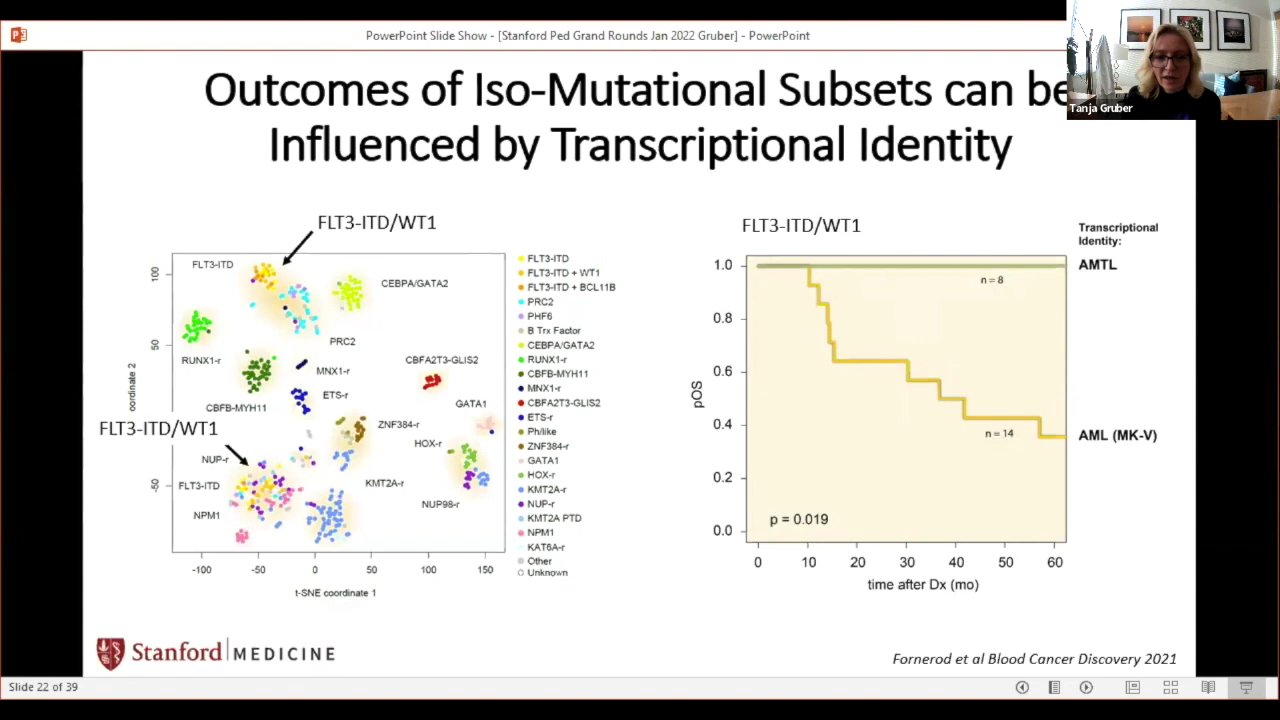 PowerPoint Slide Show - [Stanford Ped Grand Rounds Jan 2022 Gruber] - PowerPoint
Tanja Gruber
Outcomes of Iso-Mutational Subsets can be
Influenced by Transcriptional Identity
FLT3-ITD/WT1
FLT3-ITD
CEBPA/GATA2
PRC2
RUNX1-r
MNX1-r
CBFA2T3-GLIS2
ETS-r
CBFB-MYH11
GATA1
ZNF384-r
HOX-r
FLT3-ITD/WT1
NUP-r
FLT3-ITD
KMT2A-r
NUP98-r
NPM1
100
50
-50
oordinate 2
-100
-50
0
50
100
150
t-SNE coordinate 1
FLT3-ITD
FLT3-ITD + WT1
FLT3-ITD + BCL11B
PRC2
PHF6
B Trx Factor
CEBPA/GATA2
RUNX1-r
CBFB-MYH11
MNX1-r
CBFA2T3-GLIS2
ETS-r
Ph/like
ZNF384-r
GATA1
HOX-r
KMT2A-r
NUP-r
KMT2A PTD
NPM1
KAT6A-r
Other
Unknown
FLT3-ITD/WT1
Transcriptional
Identity:
AMTL
n = 8
AML (MK-V)
n = 14
p = 0.019
1.0
0.8
0.6
0.4
0.2
0.0
pOS
0
10
20
30
40
50
60
time after Dx (mo)
Stanford MEDICINE
Fornerod et al Blood Cancer Discovery 2021
Slide 22 of 39